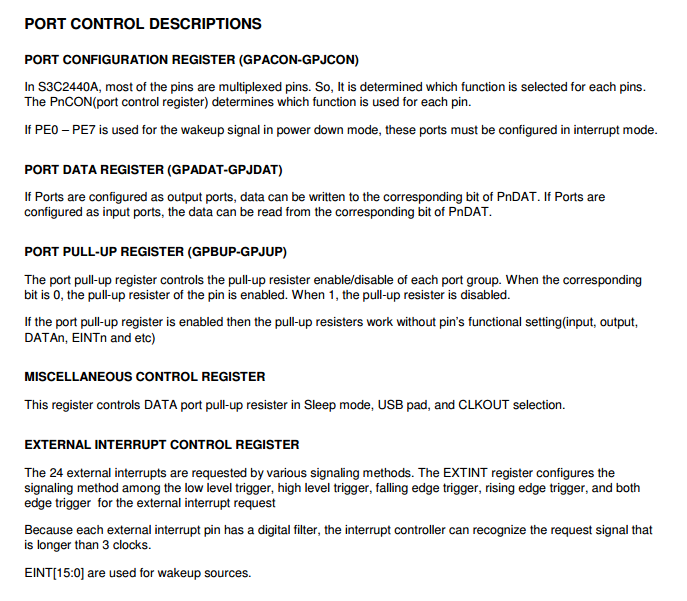 PORT CONTROL DESCRIPTIONS
PORT CONFIGURATION REGISTER (GPACON-GPJCON)
In S3C2440A, most of the pins are multiplexed pins. So, It is determined which function is selected for each pins.
The PnCON(port control register) determines which function is used for each pin.
If PE0 – PE7 is used for the wakeup signal in power down mode, these ports must be configured in interrupt mode.
PORT DATA REGISTER (GPADAT-GPJDAT)
If Ports are configured as output ports, data can be written to the corresponding bit of PnDAT. If Ports are
configured as input ports, the data can be read from the corresponding bit of PnDAT.
PORT PULL-UP REGISTER (GPBUP-GPJUP)
The port pull-up register controls the pull-up resister enable/disable of each port group. When the corresponding
bit is 0, the pull-up resister of the pin is enabled. When 1, the pull-up resister is disabled.
If the port pull-up register is enabled then the pull-up resisters work without pin's functional setting(input, output,
DATAn, EINTn and etc)
MISCELLANEOUS CONTROL REGISTER
This register controls DATA port pull-up resister in Sleep mode, USB pad, and CLKOUT selection.
EXTERNAL INTERRUPT CONTROL REGISTER
The 24 external interrupts are requested by various signaling methods. The EXTINT register configures the
signaling method among the low level trigger, high level trigger, falling edge trigger, rising edge trigger, and both
edge trigger for the external interrupt request
Because each external interrupt pin has a digital filter, the interrupt controller can recognize the request signal that
is longer than 3 clocks.
EINT[15:0] are used for wakeup sources.